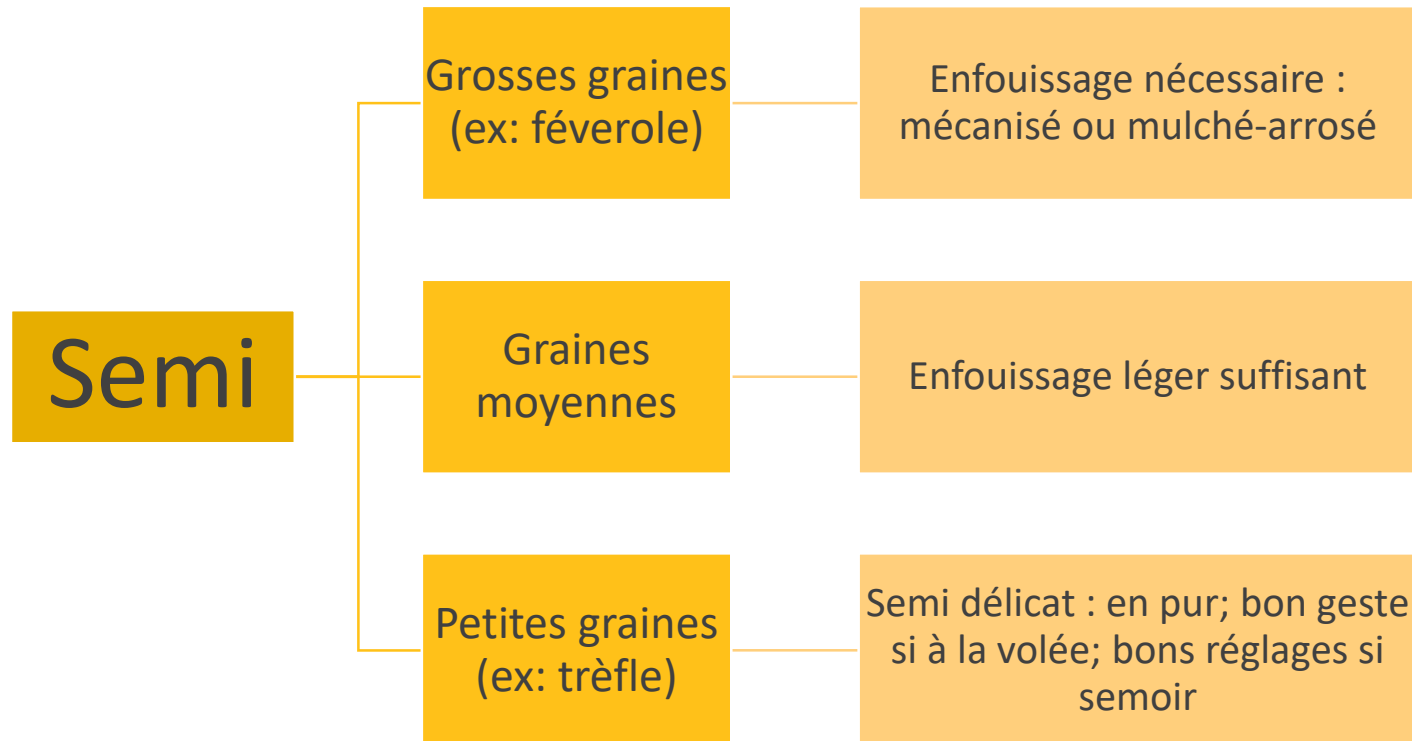 Semi
Grosses graines
(ex: féverole)
Enfouissage nécessaire :
mécanisé ou mulché-arrosé
Graines
moyennes
Enfouissage léger suffisant
Petites graines
(ex: trèfle)
Semi délicat : en pur; bon geste
si à la volée; bons réglages si
semoir